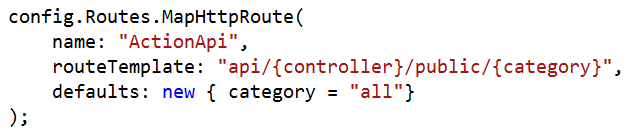 config.Routes.MapHttpRoute(
    name: "ActionApi",
    routeTemplate: "api/{controller}/public/{category}",
    defaults: new { category = "all"}
);